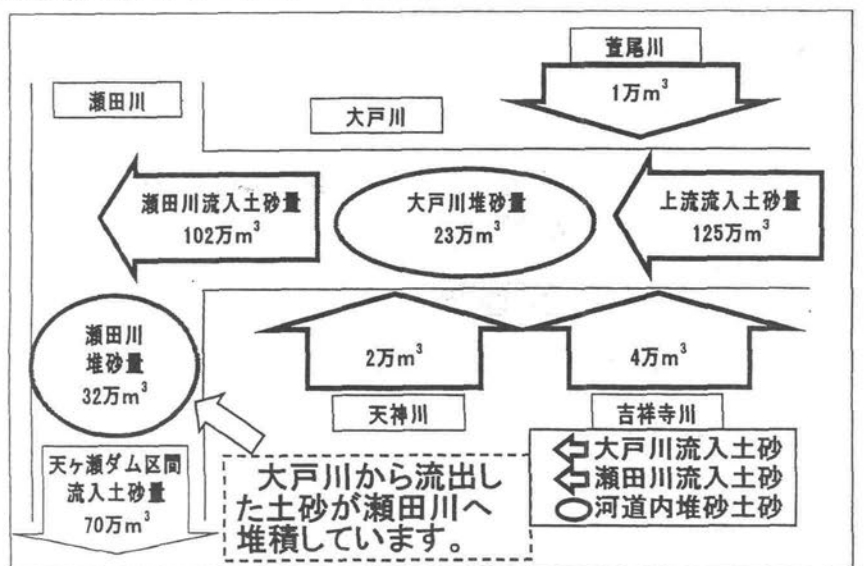 萱尾川
1万m³
瀬田川
大戸川
瀬田川流入土砂量
102万m³
大戸川堆砂量
23万m³
上流流入土砂量
125万m³
瀬田川
堆砂量
32万m³
2万m³
4万m³
天神川
吉祥寺川
天ヶ瀬ダム区間
流入土砂量
70万m³
大戸川から流出し
た土砂が瀬田川へ
堆積しています。
大戸川流入土砂
瀬田川流入土砂
河道内堆砂土砂